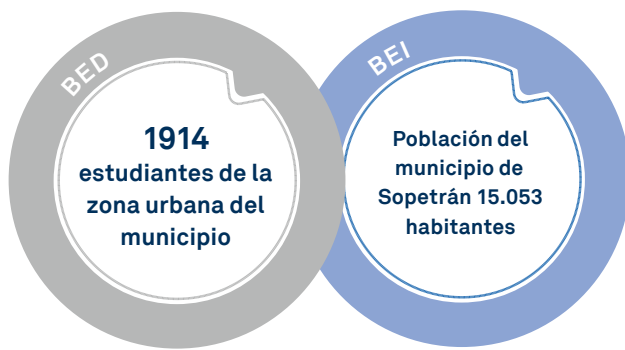 BED
1914
estudiantes de la
zona urbana del
municipio
BEI
Población del
municipio de
Sopetrán 15.053
habitantes